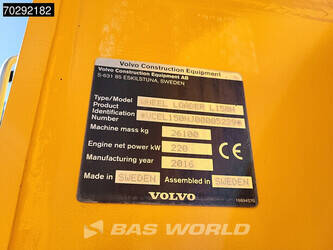 70292182
Volvo Construction Equipment
Volvo Construction Equipment AB
S-631 85 ESKILSTUNA, SWEDEN
Type/Model WHEEL LOADER L150H
Product
Identification
Number *VCEL150HJ00005229*
Machine mass kg 26100
Engine net power kW 220
Manufacturing year 2016
Made in SWEDEN Assembled in SWEDEN
VOLVO
BAS WORLD